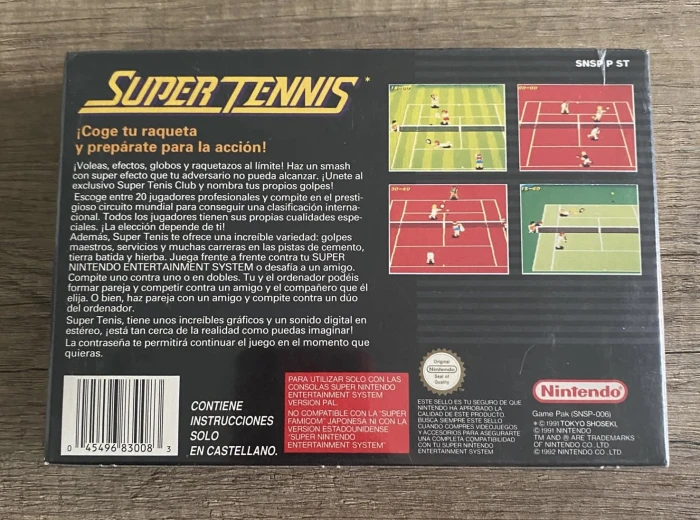 SNSP P ST
SUPER TENNIS*
¡Coge tu raqueta
y prepárate para la acción!
¡Voleas, efectos, globos y raquetazos al límite! Haz un smash
con super efecto que tu adversario no pueda alcanzar. ¡Unete al
exclusivo Super Tenis Club y nombra tus propios golpes!
Escoge entre 20 jugadores profesionales y compite en el presti-
gioso circuito mundial para conseguir una clasificación interna-
cional. Todos los jugadores tienen sus propias cualidades espe-
ciales. ¡La elección depende de ti!
Además, Super Tenis te ofrece una increíble variedad: golpes
maestros, servicios y muchas carreras en las pistas de cemento,
tierra batida y hierba. Juega frente a frente contra tu SUPER
NINTENDO ENTERTAINMENT SYSTEM o desafía a un amigo.
Compite uno contra uno o en dobles. Tu y el ordenador podéis
formar pareja y competir contra un amigo y el compañero que él
elija. O bien, haz pareja con un amigo y compite contra un dúo
del ordenador.
Super Tenis, tiene unos increíbles gráficos y un sonido digital en
estéreo, ¡está tan cerca de la realidad como puedas imaginar!
La contraseña te permitirá continuar el juego en el momento que
quieras.
0 45496 83008 3
CONTIENE
INSTRUCCIONES
SOLO
EN CASTELLANO.
PARA UTILIZAR SOLO CON LAS
CONSOLAS SUPER NINTENDO
ENTERTAINMENT SYSTEM
VERSION PAL.
NO COMPATIBLE CON LA "SUPER
FAMICOM" JAPONESA NI CON LA
VERSION ESTADOUNIDENSE
"SUPER NINTENDO
ENTERTAINMENT SYSTEM"
Original
Nintendo
Seal of
Quality
ESTE SELLO ES TU SEGURO DE QUE
NINTENDO HA APROBADO LA
CALIDAD DE ESTE PRODUCTO.
BUSCA SIEMPRE ESTE SELLO
CUANDO COMPRES VIDEOJUEGOS
Y ACCESORIOS PARA ASEGURARTE
UNA COMPLETA COMPATIBILIDAD
CON TU SUPER NINTENDO
ENTERTAINMENT SYSTEM
Nintendo
Game Pak (SNSP-006)
* © 1991 TOKYO SHOSEKI.
© 1991 NINTENDO
TM AND ® ARE TRADEMARKS
OF NINTENDO CO. LTD
©1992 NINTENDO CO. LTD